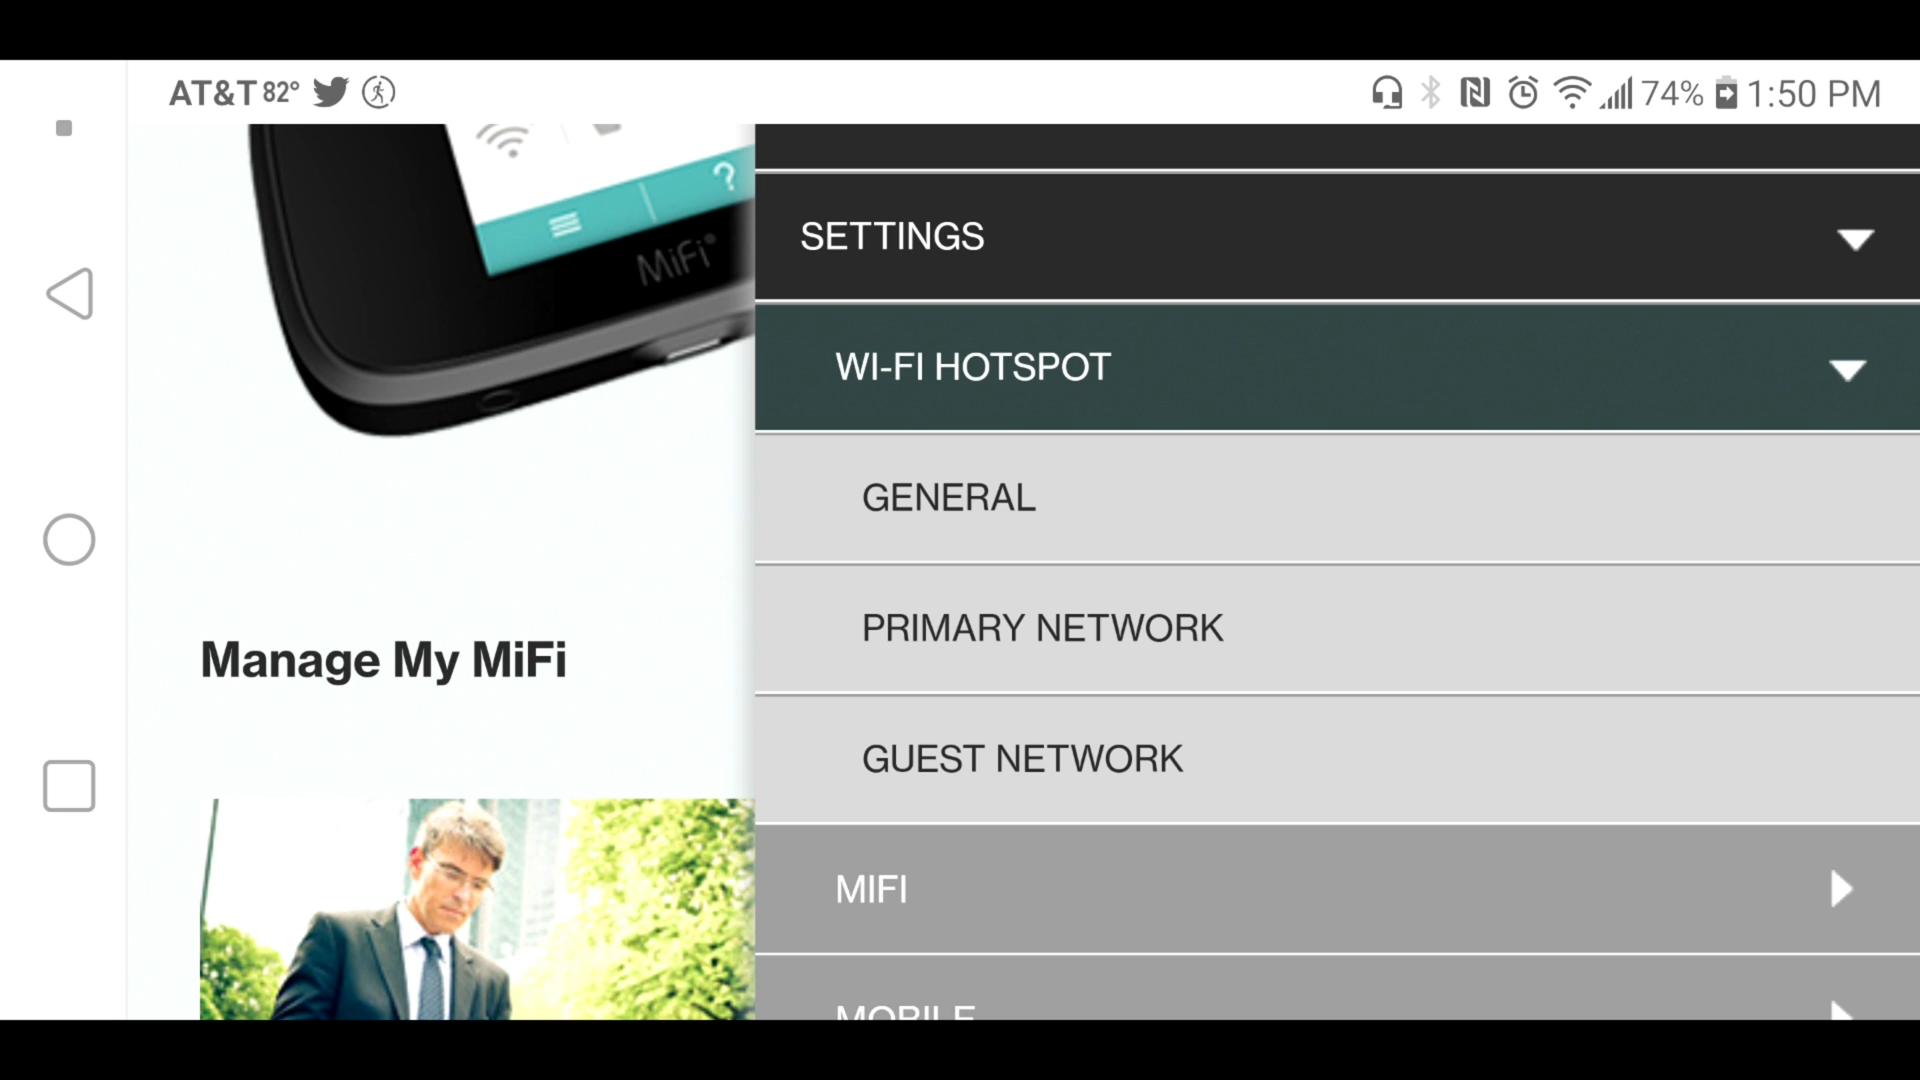 AT&T 82°
74% 1:50 PM
?
MiFi®
SETTINGS
WI-FI HOTSPOT
GENERAL
PRIMARY NETWORK
Manage My MiFi
GUEST NETWORK
MIFI
MOBILE